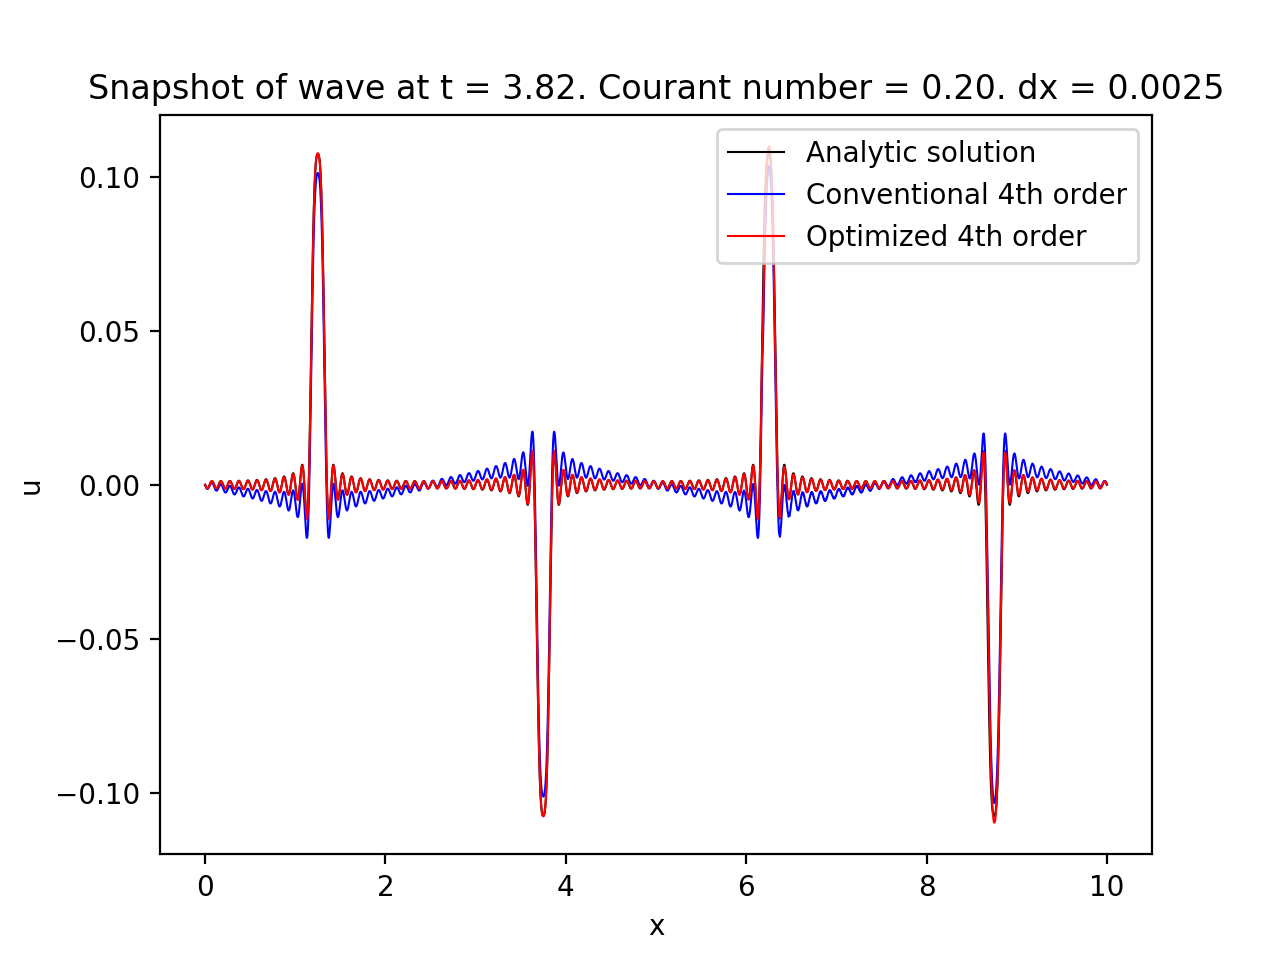 Snapshot of wave at t = 3.82. Courant number = 0.20. dx = 0.0025
Analytic solution
Conventional 4th order
Optimized 4th order
0.10
0.05
0.00
−0.05
−0.10
u
0 2 4 6 8 10
x